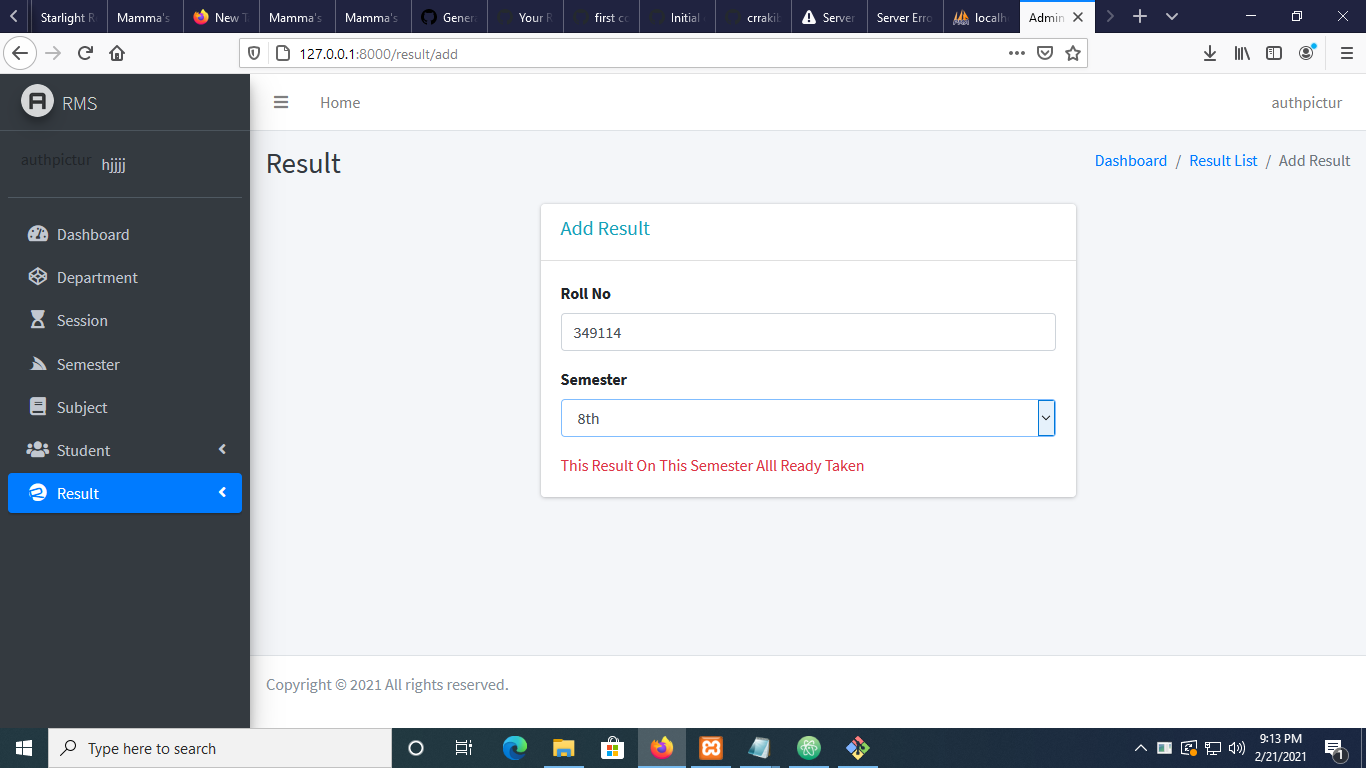 Starlight R
Mamma's
New T
Mamma's
Mamma's
Genera
Your R
first co
Initial
crrakib
Server
Server Erro
localh
Admin
127.0.0.1:8000/result/add
RMS
Home
authpictur
authpictur
hjjjj
Result
Dashboard / Result List / Add Result
Dashboard
Department
Session
Semester
Subject
Student
Result
Add Result
Roll No
349114
Semester
8th
This Result On This Semester Alll Ready Taken
Copyright © 2021 All rights reserved.
Type here to search
9:13 PM
2/21/2021
1